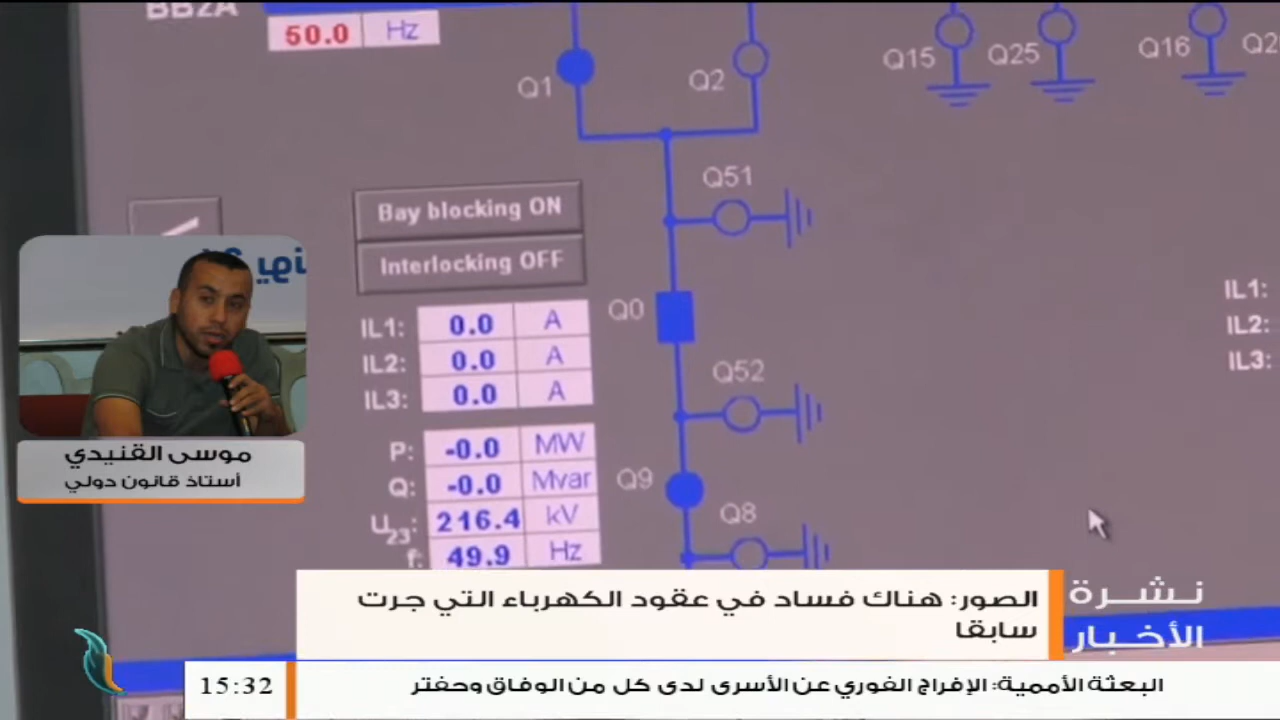 BB2A
50.0 Hz
Q1
Q2
Q15
Q25
Q16
Q51
Bay blocking ON
Interlocking OFF
Q0
IL1: 0.0 A
IL2: 0.0 A
IL3: 0.0 A
IL1:
IL2:
IL3:
Q52
P: -0.0 MW
Q: -0.0 Mvar
U23: 216.4 kV
f: 49.9 Hz
Q9
Q8
موسى القنيدي
أستاذ قانون دولي
نشرة
الأخبار
الصور: هناك فساد في عقود الكهرباء التي جرت
سابقا
البعثة الأممية: الإفراج الفوري عن الأسرى لدى كل من الوفاق وحفتر
15:32